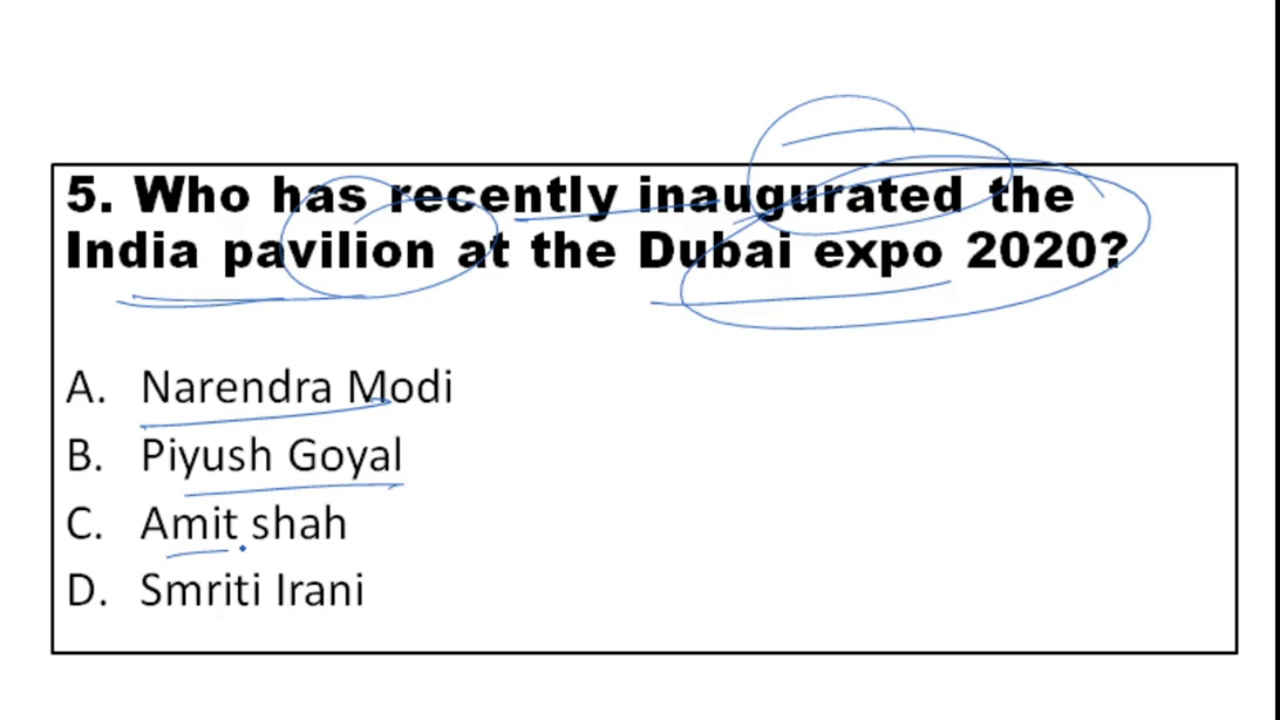 5. Who has recently inaugurated the
India pavilion at the Dubai expo 2020?
A. Narendra Modi
B. Piyush Goyal
C. Amit shah
D. Smriti Irani